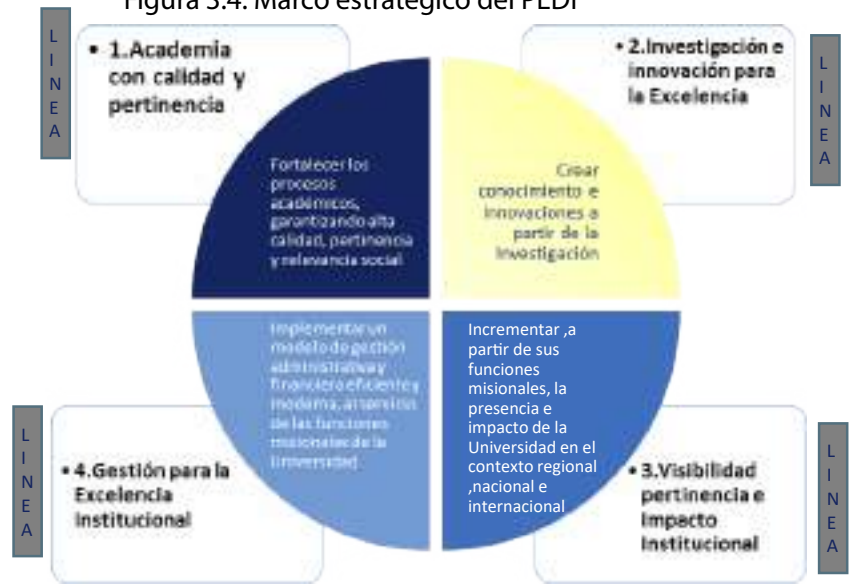 Figura 3.4. Marco estratégico del PEDI
L
I
N
E
A
• 1.Academia
con calidad y
pertinencia
Fortalecer los
procesos
académicos,
garantizando alta
calidad, pertinencia
y relevancia social
• 2.Investigación e
innovación para
la Excelencia
L
I
N
E
A
Crear
conocimiento e
innovaciones a
partir de la
Investigación
Implementar un
modelo de gestión
administrativa y
financiera eficiente y
moderna, al servicio
de las funciones
misionales de la
Universidad
L
I
N
E
A
• 4.Gestión para la
Excelencia
Institucional
Incrementar ,a
partir de sus
funciones
misionales, la
presencia e
impacto de la
Universidad en el
contexto regional
,nacional e
internacional
• 3.Visibilidad
pertinencia e
Impacto
Institucional
L
I
N
E
A